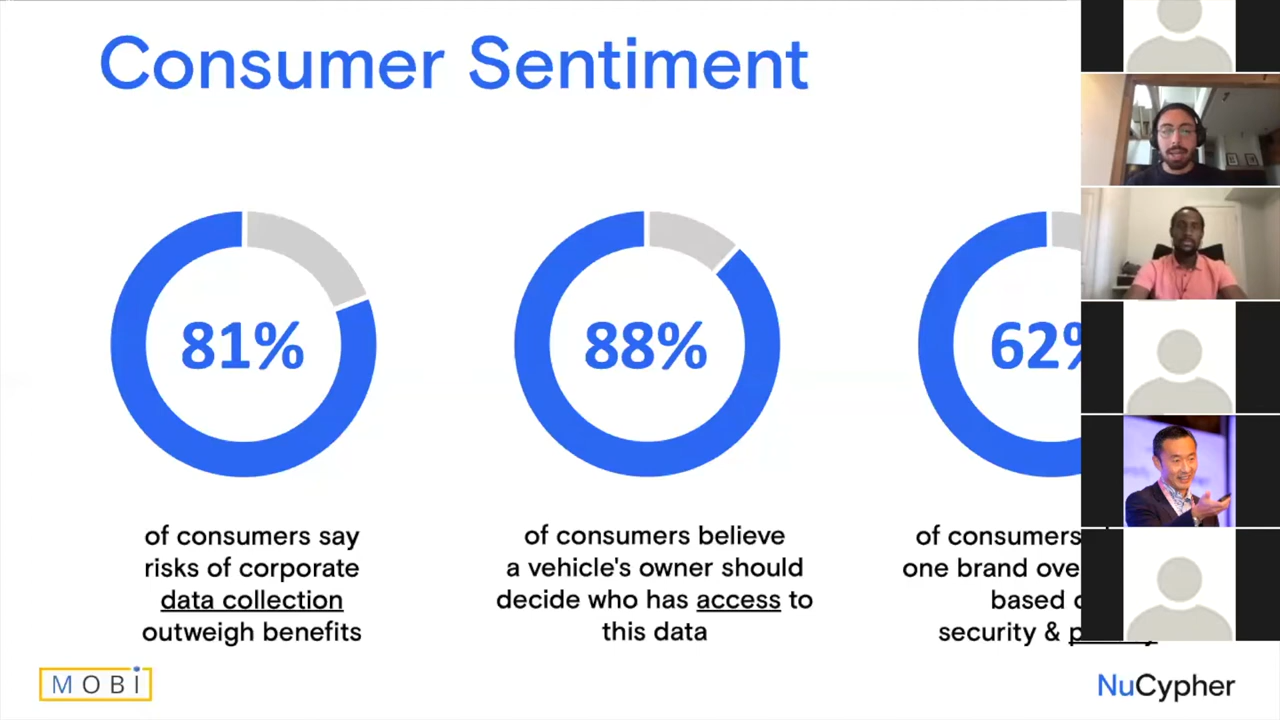 Consumer Sentiment
81%
88%
62%
of consumers say
risks of corporate
data collection
outweigh benefits
of consumers believe
a vehicle's owner should
decide who has access to
this data
of consumers
one brand
based
security &
MOBI
NuCypher